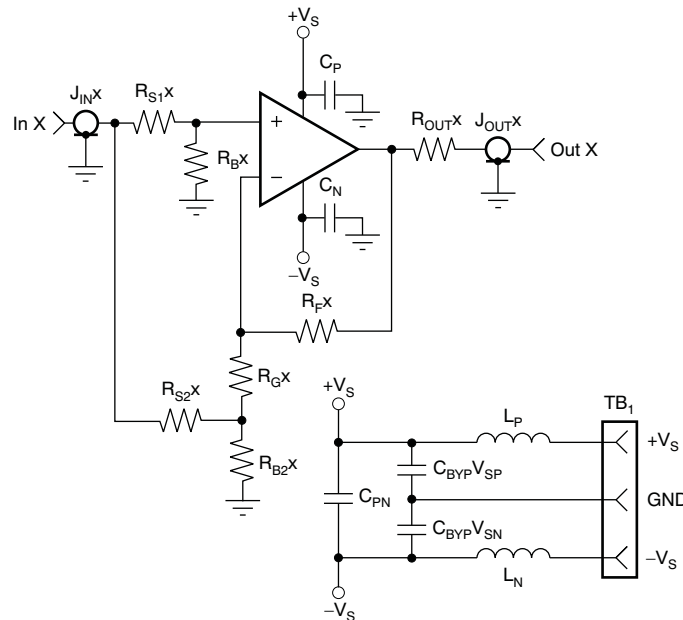 +VS
CP
JINX
RS1X
In X
+
ROUTX
JOUTX
Out X
RBX
−
CN
−VS
RFX
RGX
RS2X
RB2X
+VS
LP
TB1
+VS
CBYPVSP
CPN
GND
CBYPVSN
−VS
LN
−VS